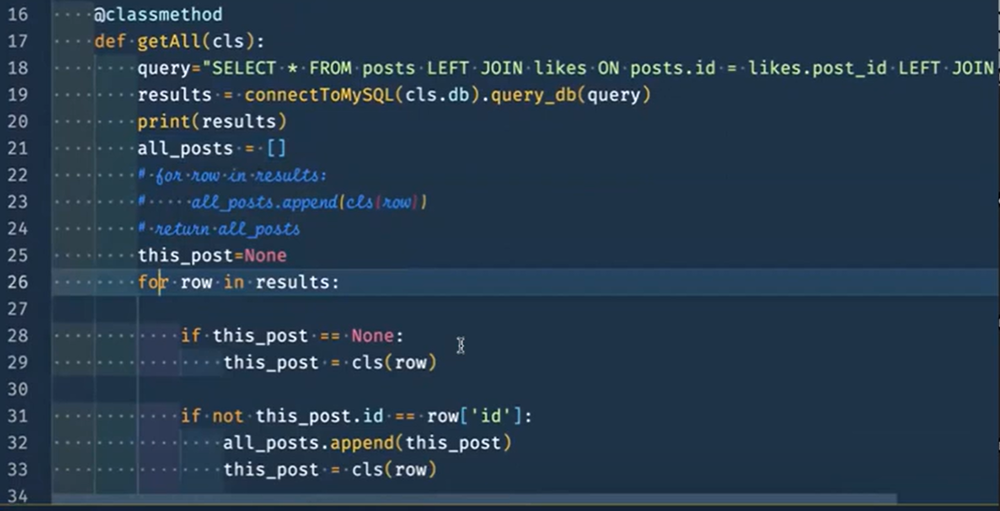 16 @classmethod
17 def getAll(cls):
18 query="SELECT * FROM posts LEFT JOIN likes ON posts.id = likes.post_id LEFT JOIN
19 results = connectToMySQL(cls.db).query_db(query)
20 print(results)
21 all_posts = []
22 # for row in results:
23 #     all_posts.append(cls(row))
24 # return all_posts
25 this_post=None
26 for row in results:
27
28 if this_post == None:
29 this_post = cls(row)
30
31 if not this_post.id == row['id']:
32 all_posts.append(this_post)
33 this_post = cls(row)
34